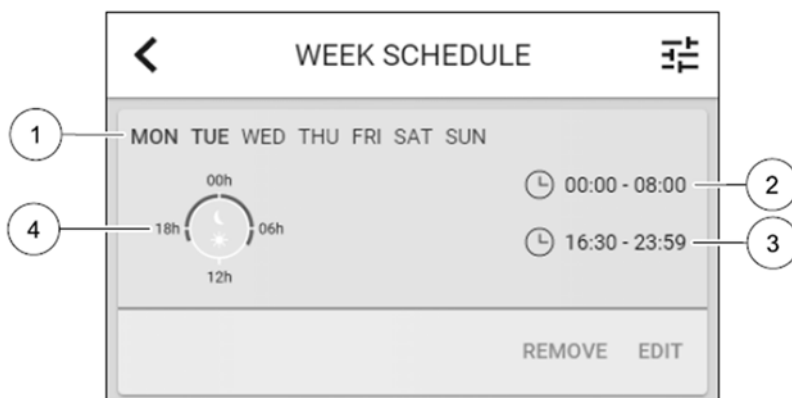 WEEK SCHEDULE
1
MON TUE WED THU FRI SAT SUN
00h
00:00 - 08:00
2
4
18h
06h
16:30 - 23:59
3
12h
REMOVE EDIT